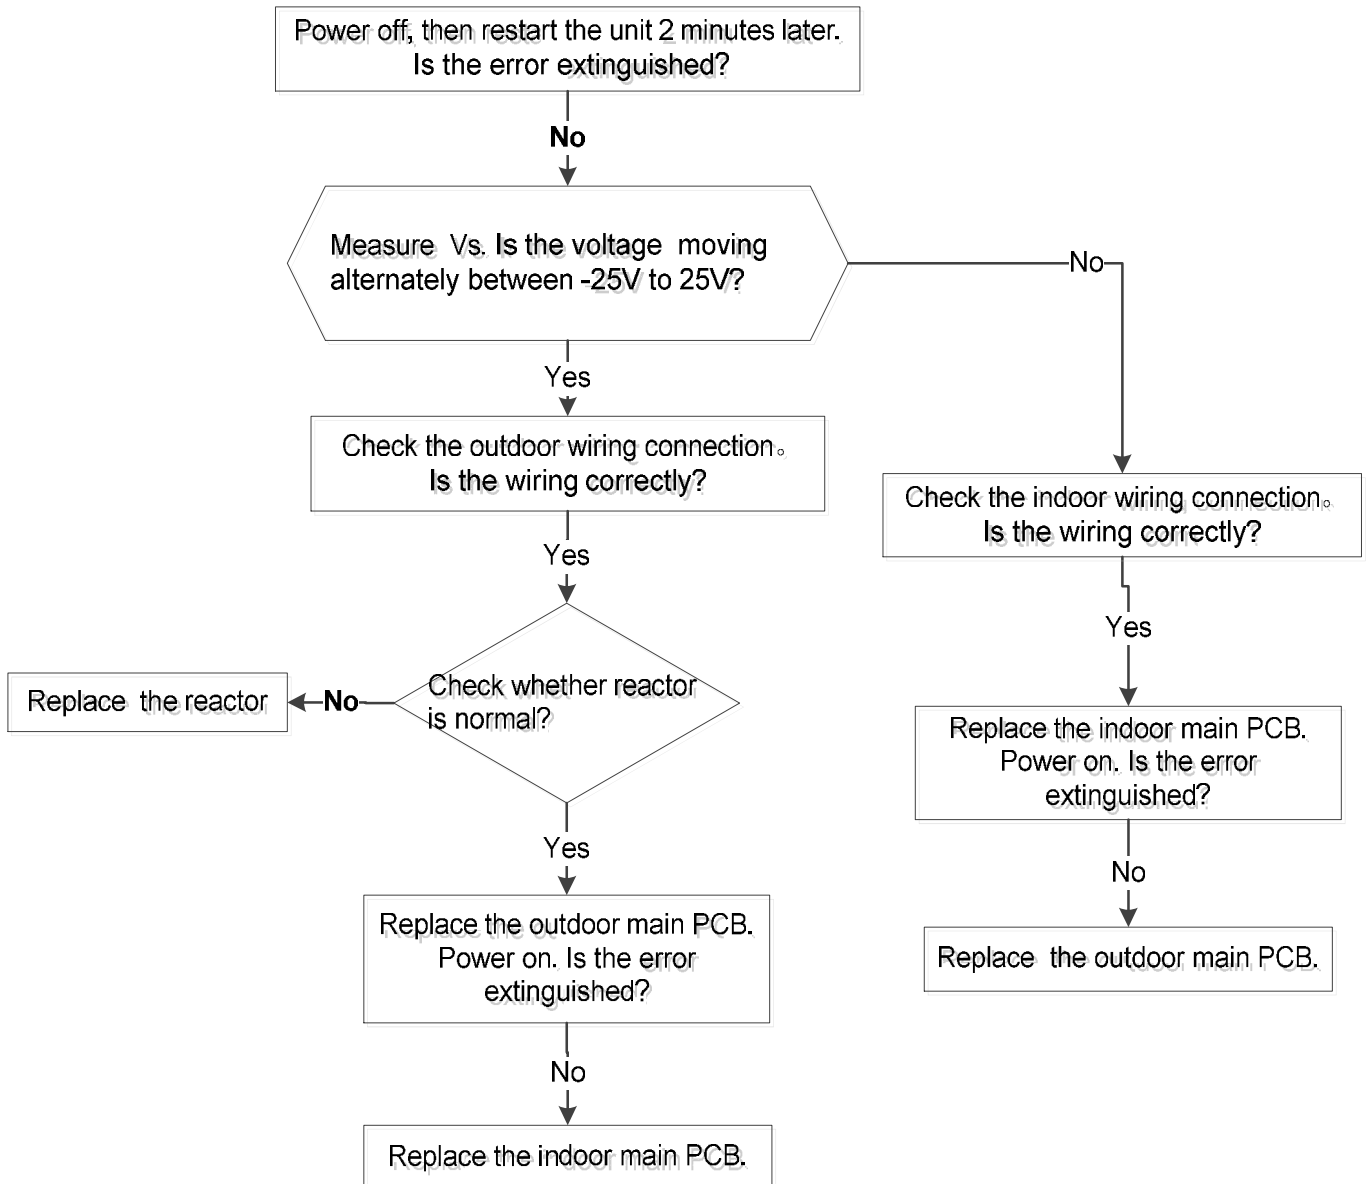 Power off, then restart the unit 2 minutes later.
Is the error extinguished?
No
Measure Vs. Is the voltage moving
alternately between -25V to 25V?
No
Yes
Check the outdoor wiring connection。
Is the wiring correctly?
Check the indoor wiring connection。
Is the wiring correctly?
Yes
Yes
Check whether reactor
is normal?
No
Replace the reactor
Replace the indoor main PCB.
Power on. Is the error
extinguished?
Yes
No
Replace the outdoor main PCB.
Power on. Is the error
extinguished?
Replace the outdoor main PCB.
No
Replace the indoor main PCB.